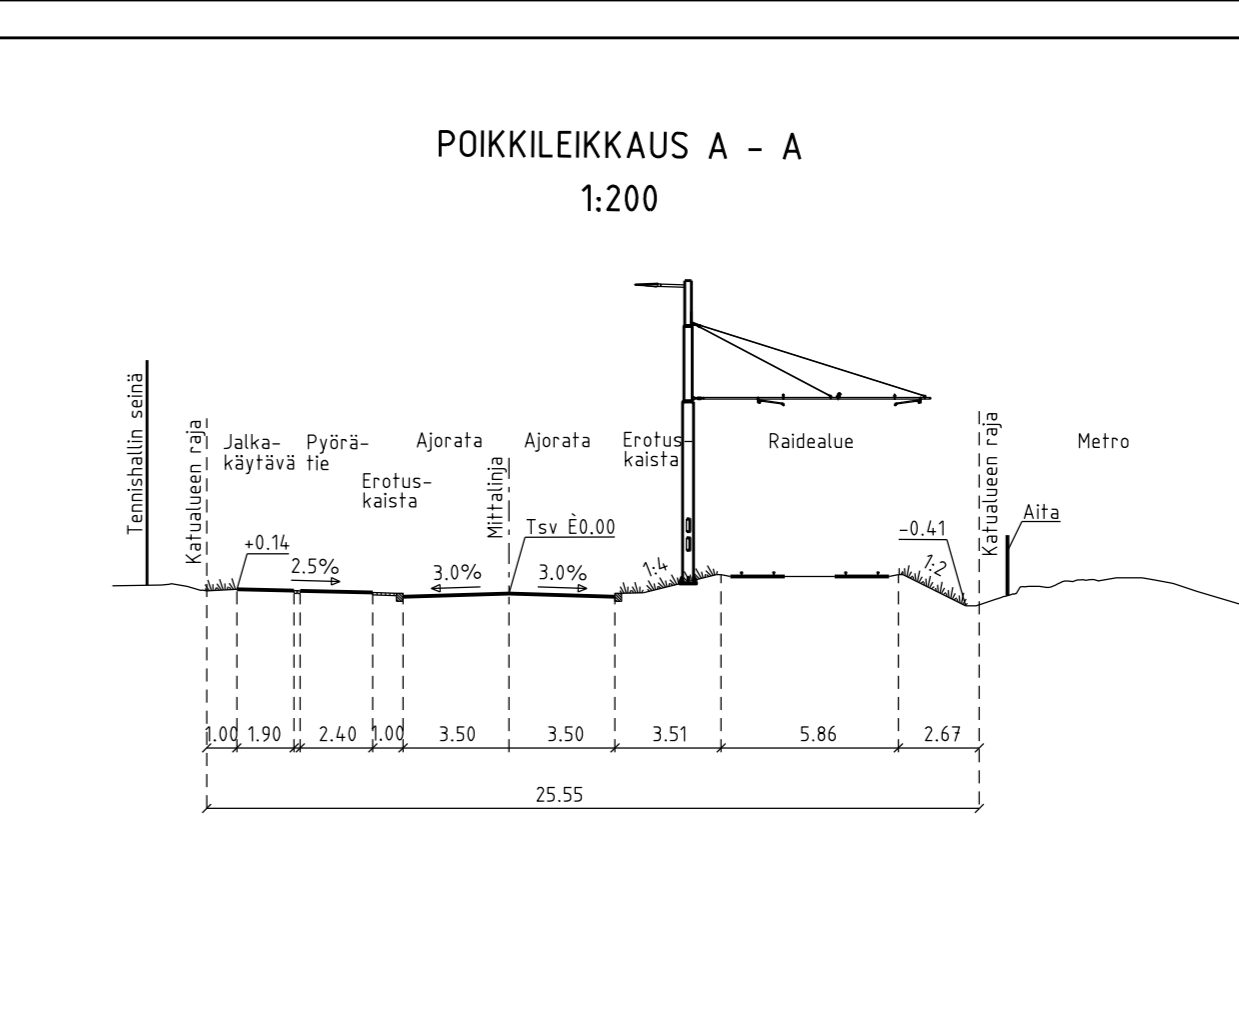 POIKKILEIKKAUS A - A
1:200
Tennishallin seinä
Katualueen raja
Jalka-
käytävä
Pyörä-
tie
Erotus-
kaista
Ajorata
Mittalinja
Ajorata
Erotus-
kaista
Raidealue
Katualueen raja
Metro
Aita
+0.14
2.5%
3.0%
Tsv È0.00
3.0%
1:4
-0.41
1:2
1.00 1.90 2.40 1.00 3.50 3.50 3.51 5.86 2.67
25.55